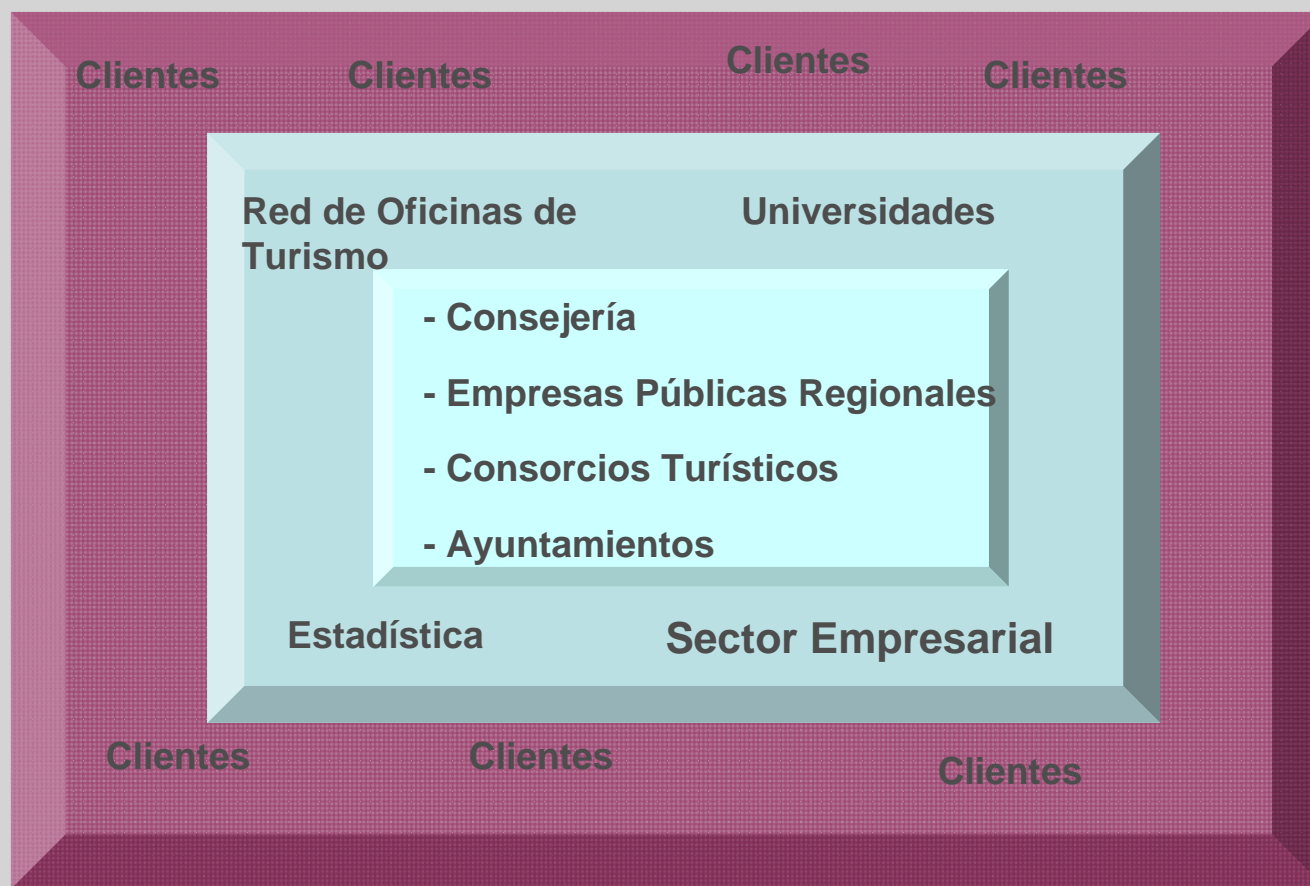 Clientes Clientes Clientes Clientes
Red de Oficinas de Turismo
Universidades
- Consejería
- Empresas Públicas Regionales
- Consorcios Turísticos
- Ayuntamientos
Estadística
Sector Empresarial
Clientes Clientes Clientes